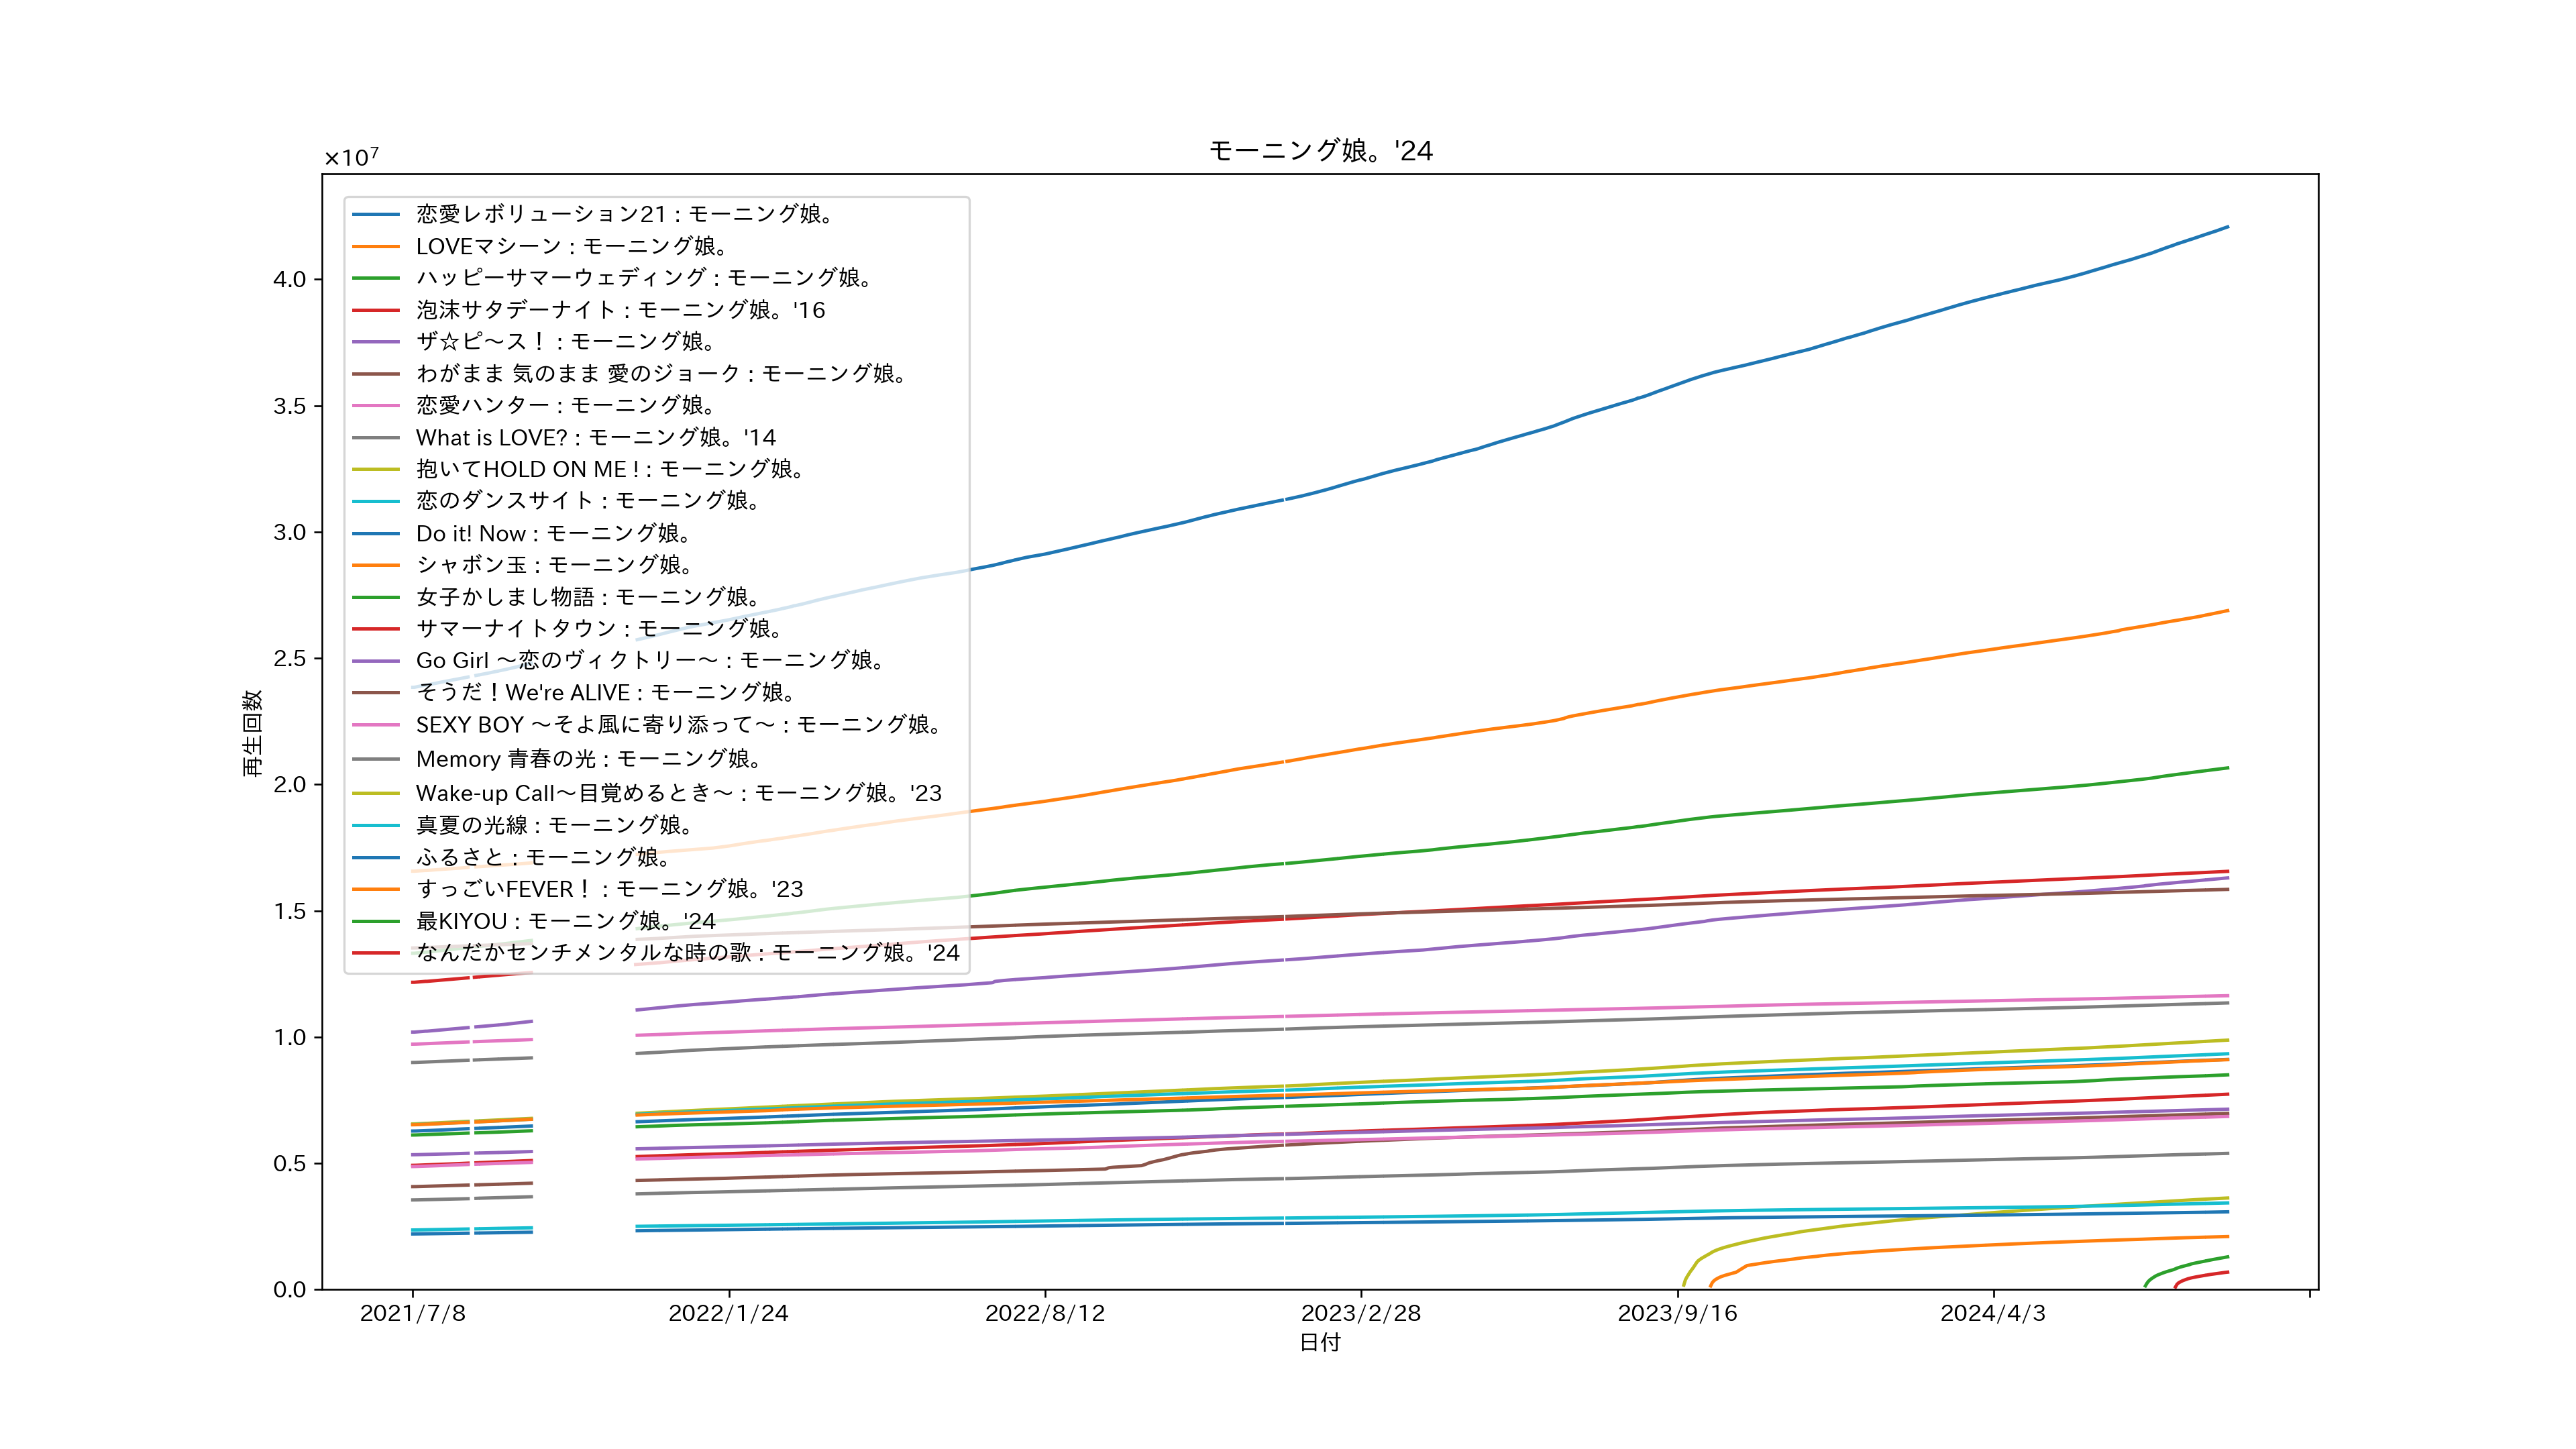 モーニング娘。'24
×10⁷
恋愛レボリューション21 : モーニング娘。
LOVEマシーン : モーニング娘。
ハッピーサマーウェディング : モーニング娘。
泡沫サタデーナイト : モーニング娘。'16
ザ☆ピ～ス！ : モーニング娘。
わがまま 気のまま 愛のジョーク : モーニング娘。
恋愛ハンター : モーニング娘。
What is LOVE? : モーニング娘。'14
抱いてHOLD ON ME ! : モーニング娘。
恋のダンスサイト : モーニング娘。
Do it! Now : モーニング娘。
シャボン玉 : モーニング娘。
女子かしまし物語 : モーニング娘。
サマーナイトタウン : モーニング娘。
Go Girl ～恋のヴィクトリー～ : モーニング娘。
そうだ！We're ALIVE : モーニング娘。
SEXY BOY ～そよ風に寄り添って～ : モーニング娘。
Memory 青春の光 : モーニング娘。
Wake-up Call～目覚めるとき～ : モーニング娘。'23
真夏の光線 : モーニング娘。
ふるさと : モーニング娘。
すっごいFEVER！ : モーニング娘。'23
最KIYOU : モーニング娘。'24
なんだかセンチメンタルな時の歌 : モーニング娘。'24
4.0
3.5
3.0
2.5
2.0
1.5
1.0
0.5
0.0
再生回数
2021/7/8
2022/1/24
2022/8/12
2023/2/28
2023/9/16
2024/4/3
日付